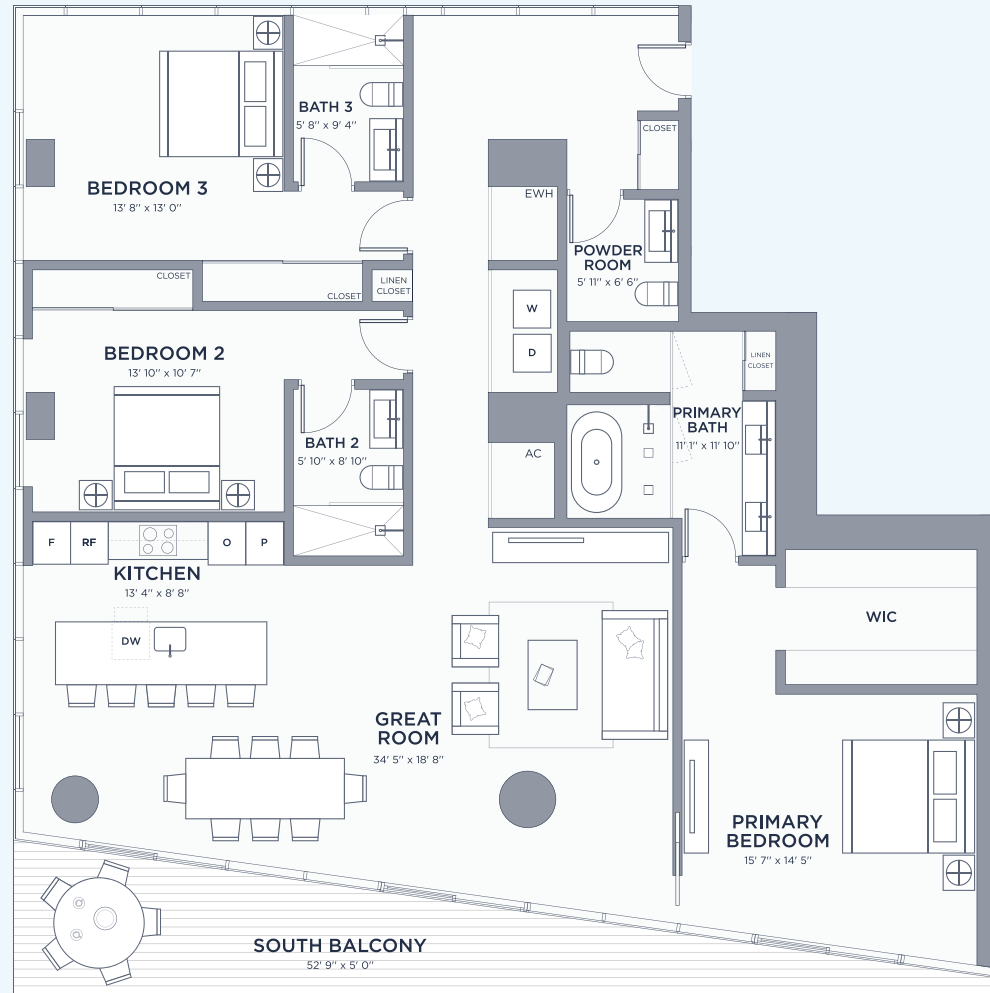 BATH 3
5' 8'' x 9' 4''
CLOSET
BEDROOM 3
13' 8'' x 13' 0''
EWH
POWDER
ROOM
5' 11'' x 6' 6''
CLOSET
CLOSET
LINEN
CLOSET
W
D
BEDROOM 2
13' 10'' x 10' 7''
LINEN
CLOSET
PRIMARY
BATH
11' 1'' x 11' 10''
BATH 2
5' 10'' x 8' 10''
AC
F
RF
O
P
KITCHEN
13' 4'' x 8' 8''
DW
WIC
GREAT
ROOM
34' 5'' x 18' 8''
PRIMARY
BEDROOM
15' 7'' x 14' 5''
SOUTH BALCONY
52' 9'' x 5' 0''